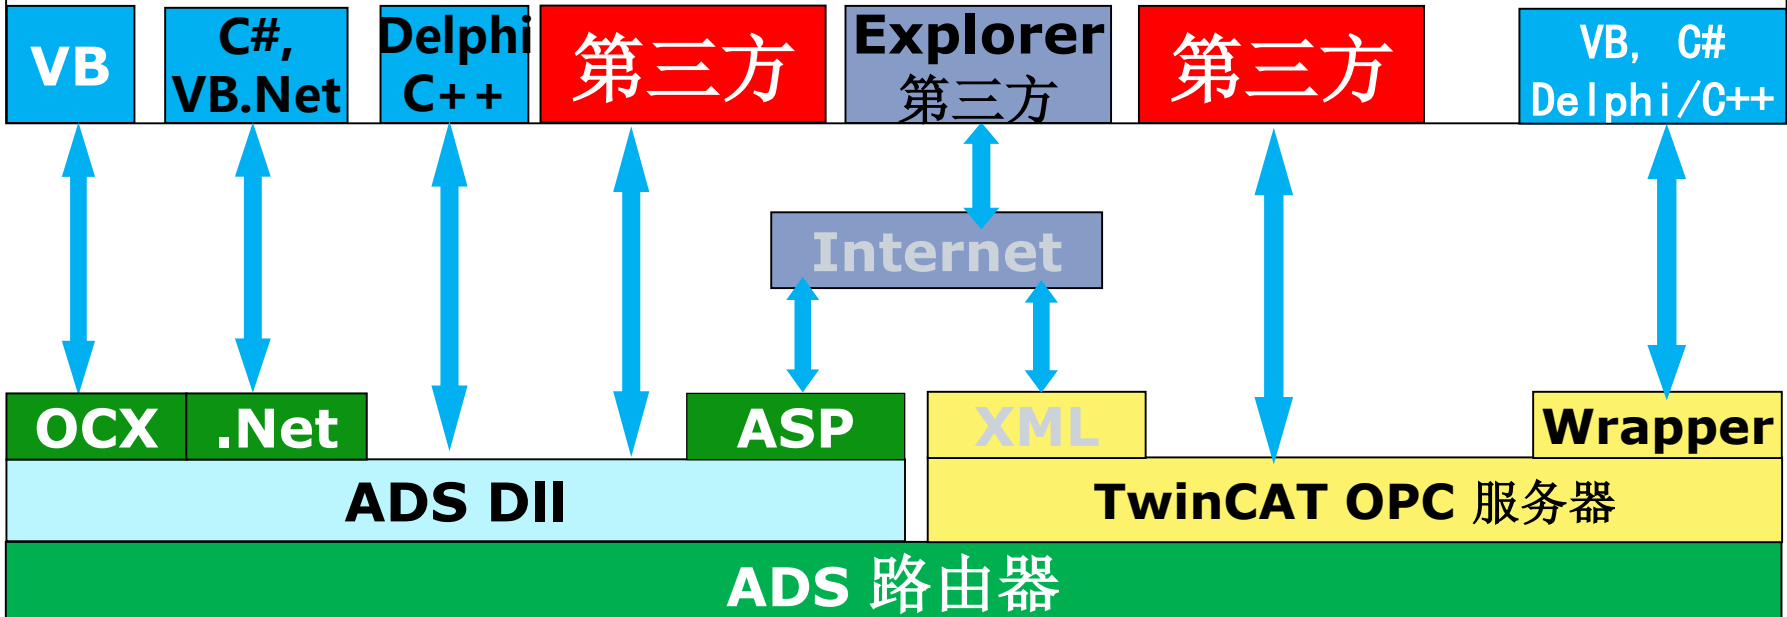 VB
C#,
VB.Net
Delphi
C++
第三方
Explorer
第三方
第三方
VB, C#
Delphi/C++
Internet
OCX
.Net
ASP
XML
Wrapper
ADS Dll
TwinCAT OPC 服务器
ADS 路由器